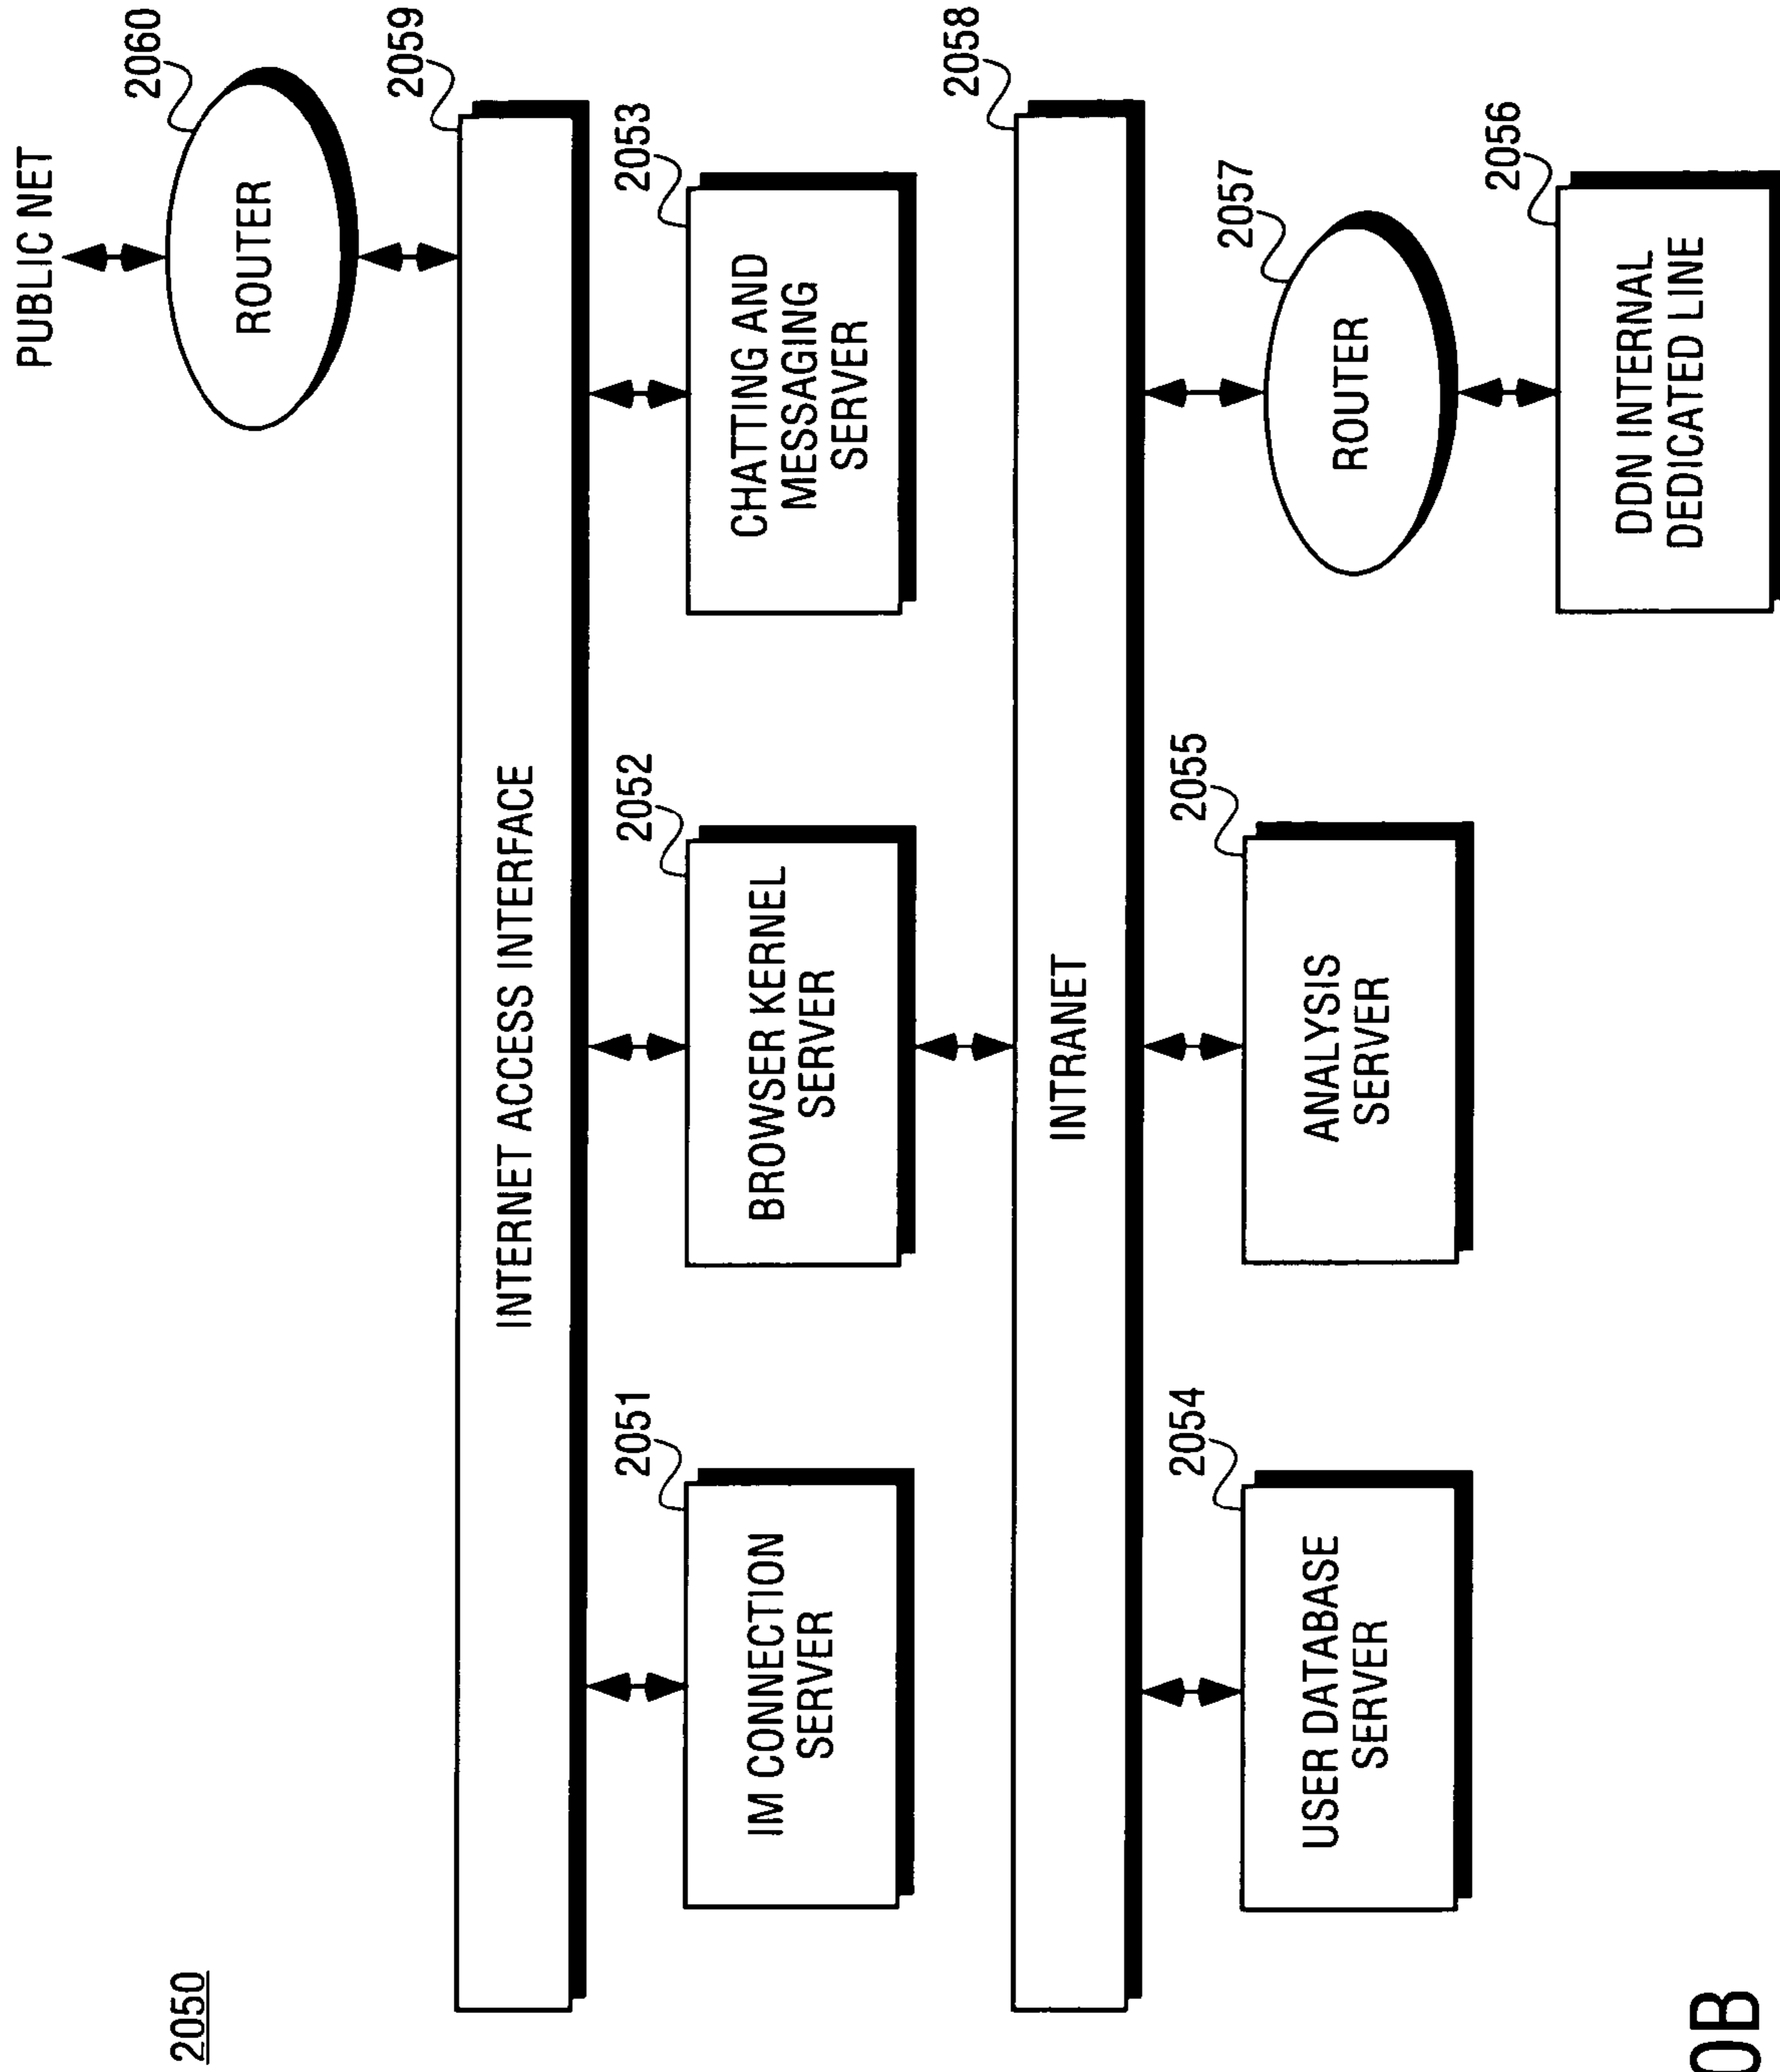 2050
PUBLIC NET
2060
ROUTER
2059
INTERNET ACCESS INTERFACE
2051
IM CONNECTION
SERVER
2052
BROWSER KERNEL
SERVER
2053
CHATTING AND
MESSAGING
SERVER
2058
INTRANET
2054
USER DATABASE
SERVER
2055
ANALYSIS
SERVER
2057
ROUTER
2056
DDN INTERNAL
DEDICATED LINE
0B